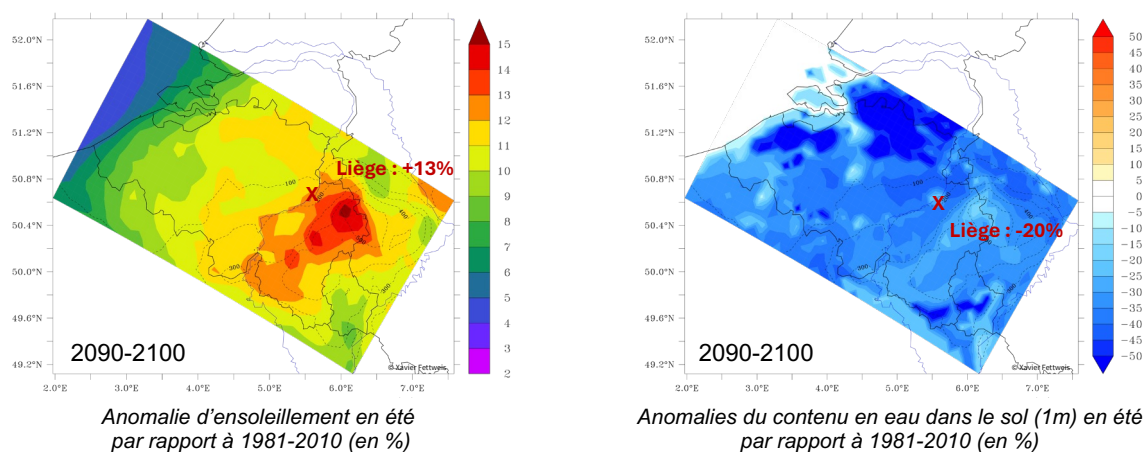 52.0°N
51.6°N
51.2°N
50.8°N
50.4°N
50.0°N
49.6°N
49.2°N
2.0°E
3.0°E
4.0°E
5.0°E
6.0°E
7.0°E
Liège : +13%
X
100
400
300
300
2090-2100
© Xavier Fettweis
15
14
13
12
11
10
9
8
7
6
5
4
3
2
Anomalie d’ensoleillement en été
par rapport à 1981-2010 (en %)
52.0°N
51.6°N
51.2°N
50.8°N
50.4°N
50.0°N
49.6°N
49.2°N
2.0°E
3.0°E
4.0°E
5.0°E
6.0°E
7.0°E
100
X
Liège : -20%
300
2090-2100
© Xavier Fettweis
50
45
40
35
30
25
20
15
10
5
0
−5
−10
−15
−20
−25
−30
−35
−40
−45
−50
Anomalies du contenu en eau dans le sol (1m) en été
par rapport à 1981-2010 (en %)